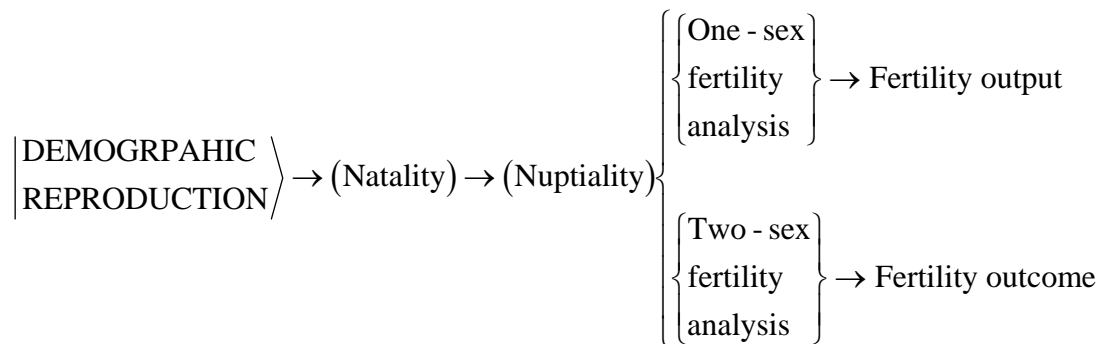 One - sex
fertility → Fertility output
analysis
|DEMOGRPAHIC
REPRODUCTION⟩ → (Natality) → (Nuptiality)
Two - sex
fertility → Fertility outcome
analysis